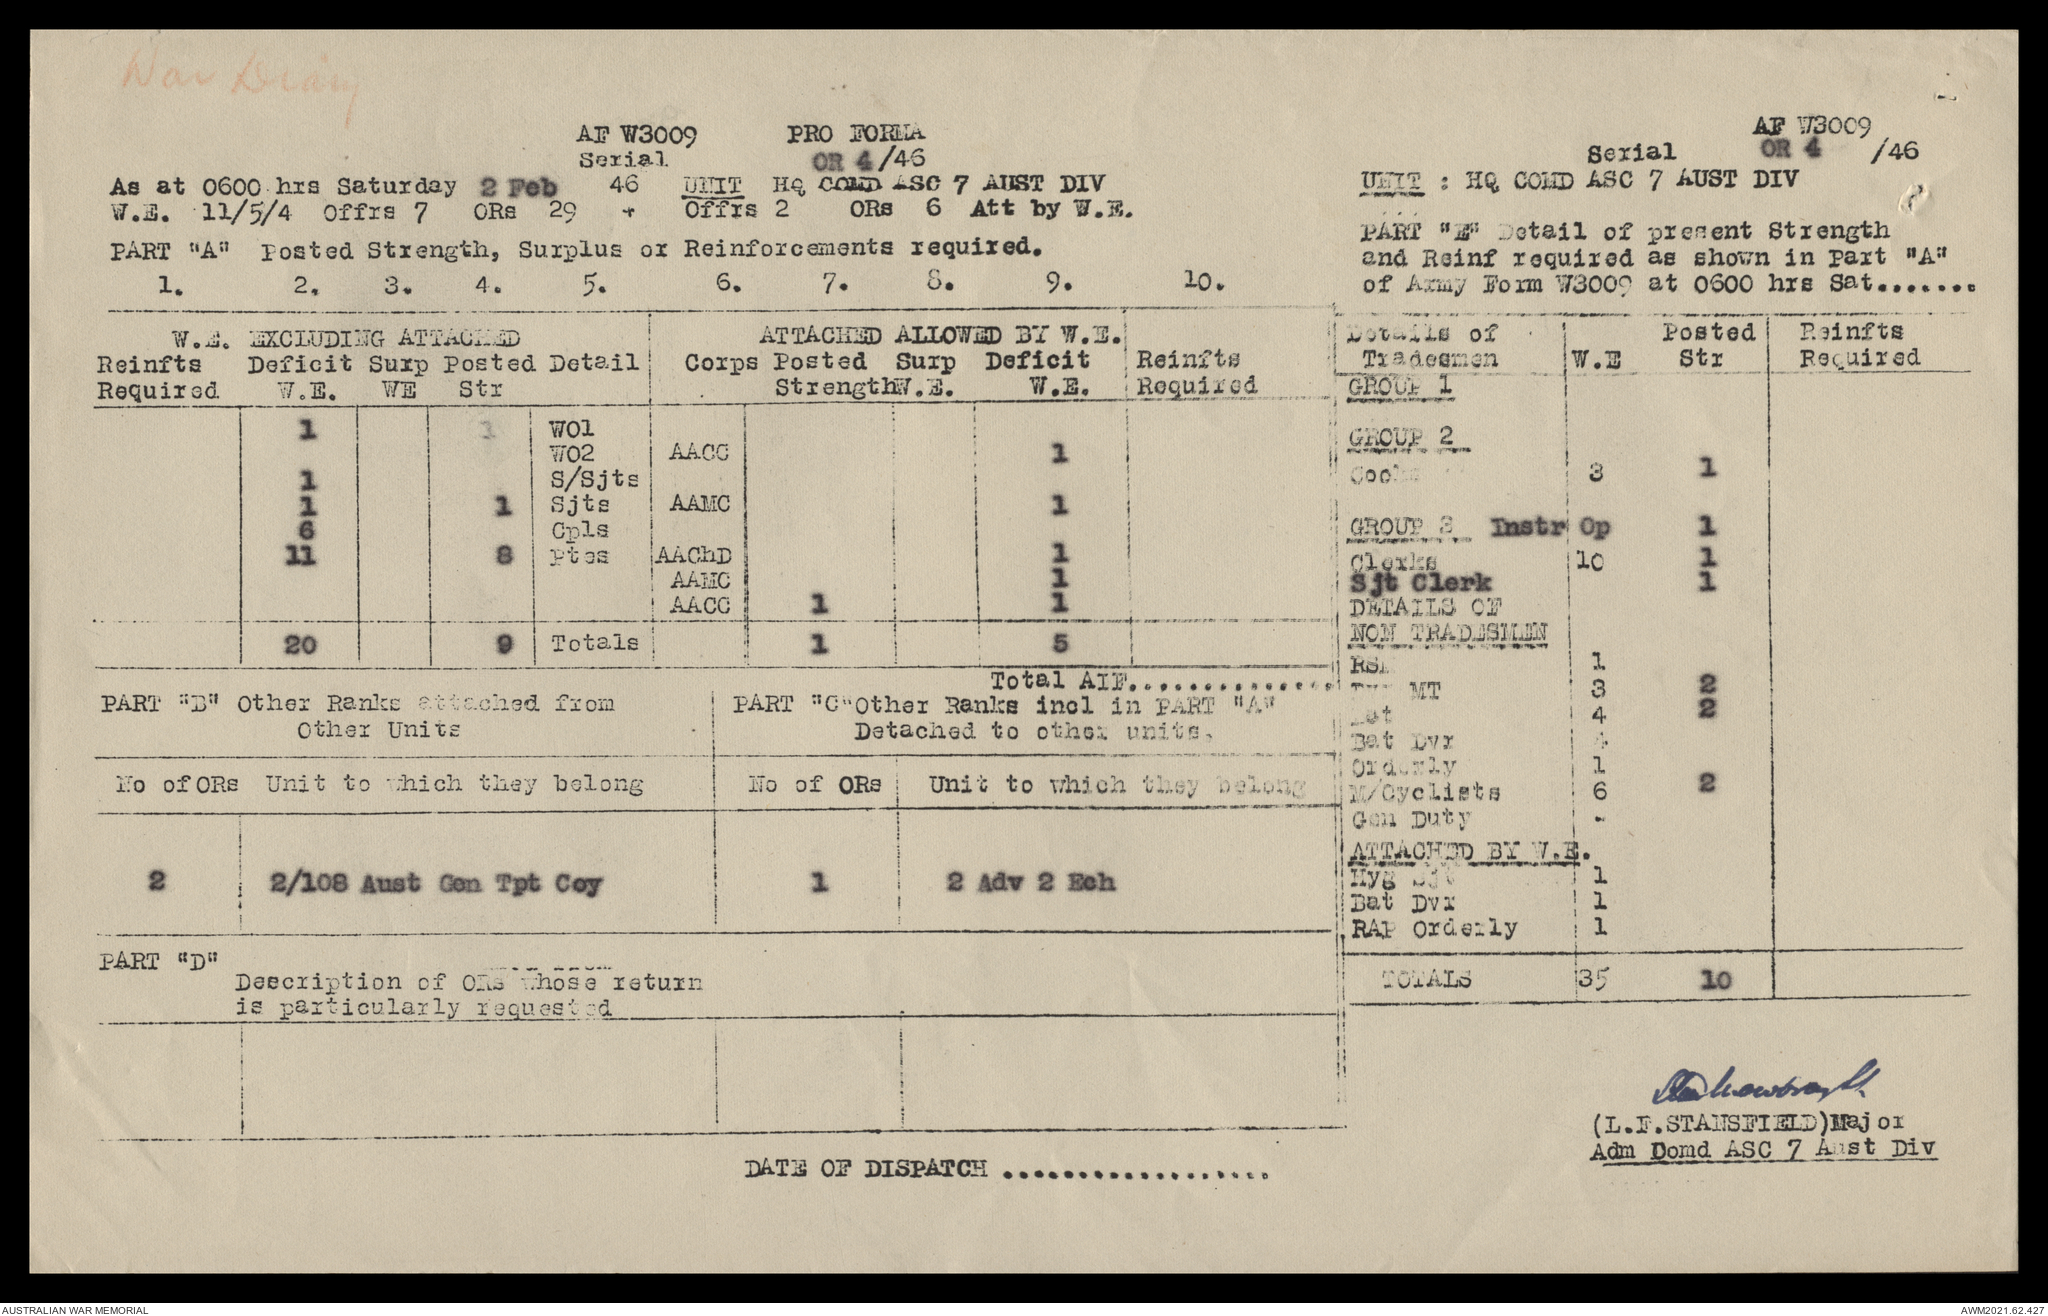 War Diary
AF W3009 PRO FORMA
Serial OR 4/46
As at 0600 hrs Saturday 2 Feb 46 UNIT HQ COMD ASC 7 AUST DIV
W.E. 11/5/4 Offrs 7 ORs 29 + Offrs 2 ORs 6 Att by W.E.
PART "A" Posted Strength, Surplus or Reinforcements required.
1. 2. 3. 4. 5. 6. 7. 8. 9. 10.
W.E. EXCLUDING ATTACHED ATTACHED ALLOWED BY W.E.
Reinfts Deficit Surp Posted Detail Corps Posted Surp Deficit Reinfts
Required W.E. WE Str Strength W.E. W.E. Required
1 1 WO1
WO2 AACC 1
1 S/Sjts
1 1 Sjts AAMC 1
6 Cpls
11 8 Ptes AAChD 1
AAMC 1
AACC 1 1
20 9 Totals 1 5
Total AIF...............
PART "B" Other Ranks attached from
Other Units
PART "C" Other Ranks incl in PART "A"
Detached to other units.
No of ORs Unit to which they belong No of ORs Unit to which they belong
2 2/108 Aust Gen Tpt Coy 1 2 Adv 2 Ech
PART "D"
Description of ORs whose return
is particularly requested
DATE OF DISPATCH ..................
AF W3009
Serial OR 4 /46
UNIT : HQ COMD ASC 7 AUST DIV
PART "E" Detail of present Strength
and Reinf required as shown in Part "A"
of Army Form W3009 at 0600 hrs Sat.......
Details of Posted Reinfts
Tradesmen W.E Str Required
GROUP 1
GROUP 2
Cooks 3 1
GROUP 3 Instr Op 1
Clerks 10 1
Sjt Clerk 1
DETAILS OF
NON TRADESMEN
RSM 1
MT 3 2
4 2
Bat Dvr 4
Orderly 1
M/Cyclists 6 2
Gen Duty -
ATTACHED BY W.E.
Hyg Sjt 1
Bat Dvr 1
RAP Orderly 1
TOTALS 35 10
(L.F.STANSFIELD)Major
Adm Domd ASC 7 Aust Div
AUSTRALIAN WAR MEMORIAL AWM2021.62.427